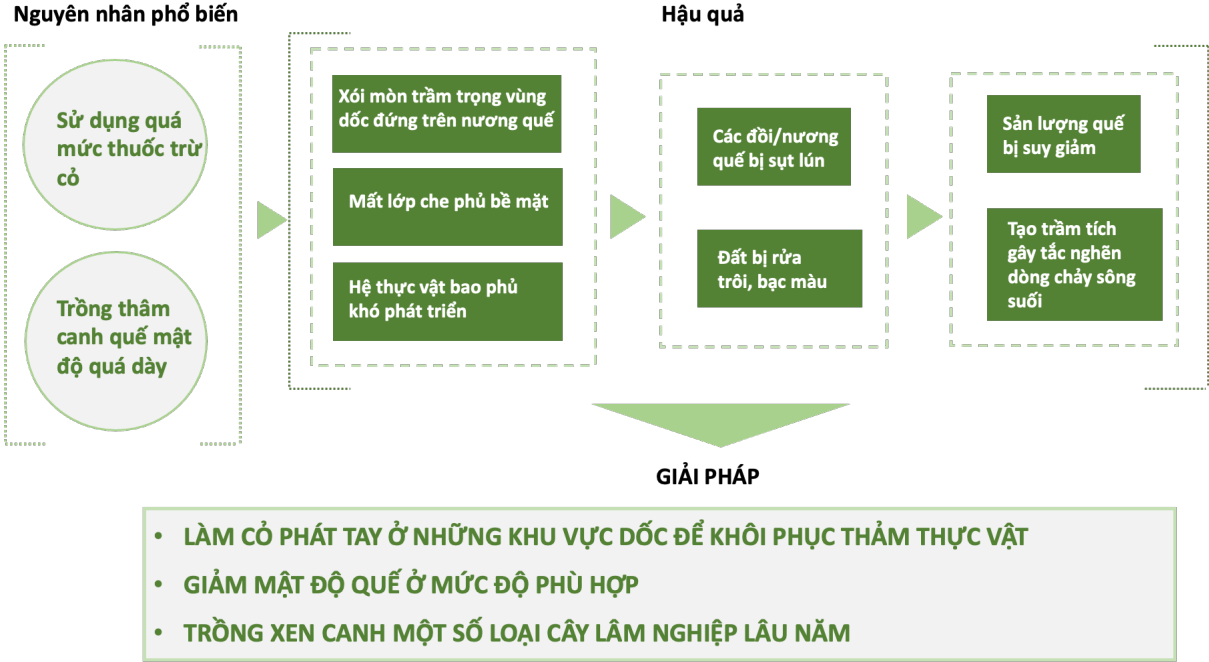 Nguyên nhân phổ biến
Hậu quả
Sử dụng quá
mức thuốc trừ
cỏ
Trồng thâm
canh quế mật
độ quá dày
Xói mòn trầm trọng vùng
dốc đứng trên nương quế
Mất lớp che phủ bề mặt
Hệ thực vật bao phủ
khó phát triển
Các đồi/nương
quế bị sụt lún
Đất bị rửa
trôi, bạc màu
Sản lượng quế
bị suy giảm
Tạo trầm tích
gây tắc nghẽn
dòng chảy sông
suối
GIẢI PHÁP
• LÀM CỎ PHÁT TAY Ở NHỮNG KHU VỰC DỐC ĐỂ KHÔI PHỤC THẢM THỰC VẬT
• GIẢM MẬT ĐỘ QUẾ Ở MỨC ĐỘ PHÙ HỢP
• TRỒNG XEN CANH MỘT SỐ LOẠI CÂY LÂM NGHIỆP LÂU NĂM